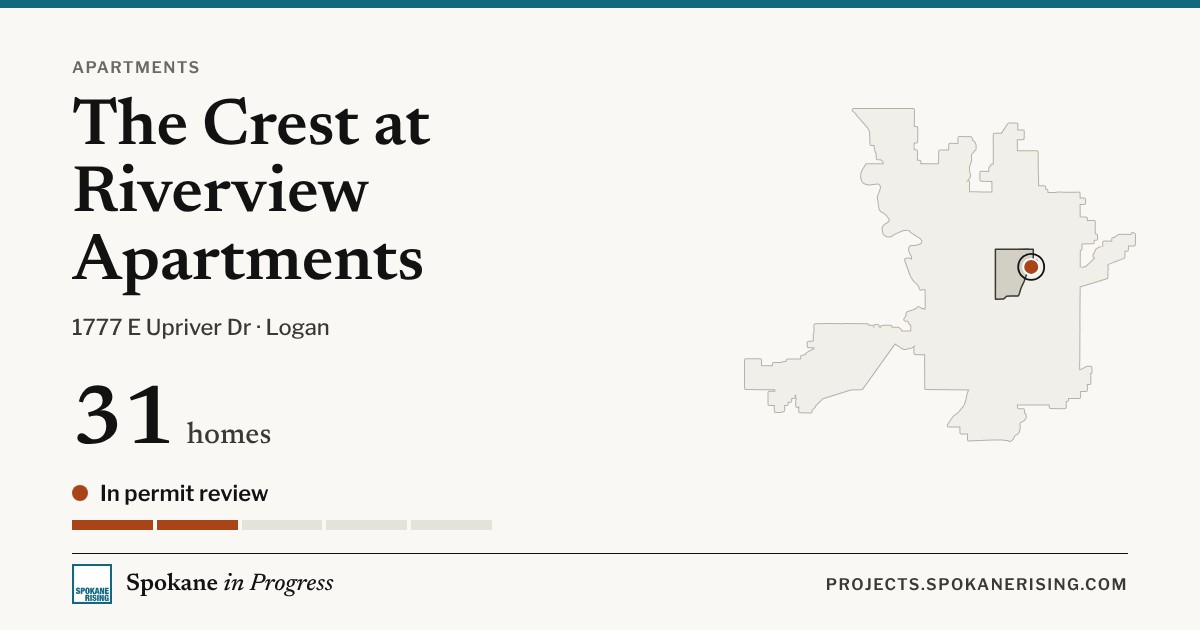 APARTMENTS
The Crest at
Riverview
Apartments
1777 E Upriver Dr · Logan
31 homes
In permit review
SPOKANE
RISING
Spokane in Progress
PROJECTS.SPOKANERISING.COM